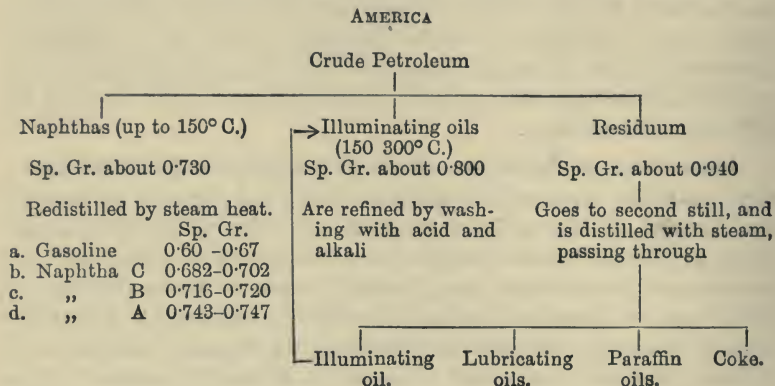 AMERICA
Crude Petroleum
Naphthas (up to 150° C.)
Sp. Gr. about 0·730
Redistilled by steam heat.
Sp. Gr.
a. Gasoline 0·60 -0·67
b. Naphtha C 0·682-0·702
c. „ B 0·716-0·720
d. „ A 0·743-0·747
Illuminating oils
(150 300° C.)
Sp. Gr. about 0·800
Are refined by wash-
ing with acid and
alkali
Residuum
Sp. Gr. about 0·940
Goes to second still, and
is distilled with steam,
passing through
Illuminating
oil.
Lubricating
oils.
Paraffin
oils.
Coke.